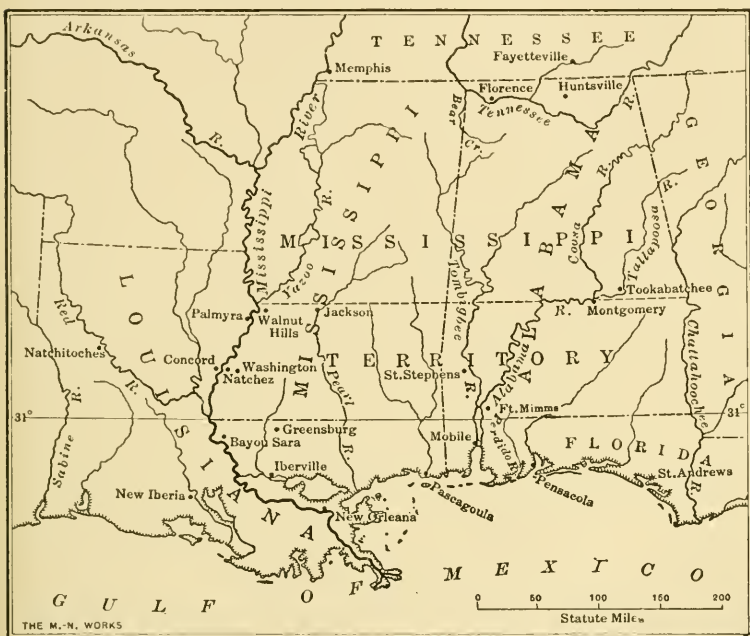 TENNESSEE
Arkansas
Fayetteville
Memphis
Florence
Huntsville
Tennessee
R.
River
Bear
Cr.
R.
R.
GEORGIA
R.
R.
MISSISSIPPI
ALABAMA
Coosa
Tallapoosa
MISSISSIPPI
Mississippi
Yazoo
Tombigbee
LOUISIANA
Tookabatchee
Red
Palmyra
Walnut
Hills
Jackson
R.
Montgomery
Natchitoches
Concord
Washington
Natchez
TERRITORY
Chattahoochee
St. Stephens
Alabama
Pearl
R.
R.
R.
31°
Ft. Mimms
31°
Greensburg
Perdido R.
Bayou Sara
Mobile
FLORIDA
Sabine
Iberville
R.
St. Andrews
R.
New Iberia
Pascagoula
Pensacola
New Orleans
GULF OF MEXICO
0 50 100 150 200
Statute Miles
THE M.-N. WORKS